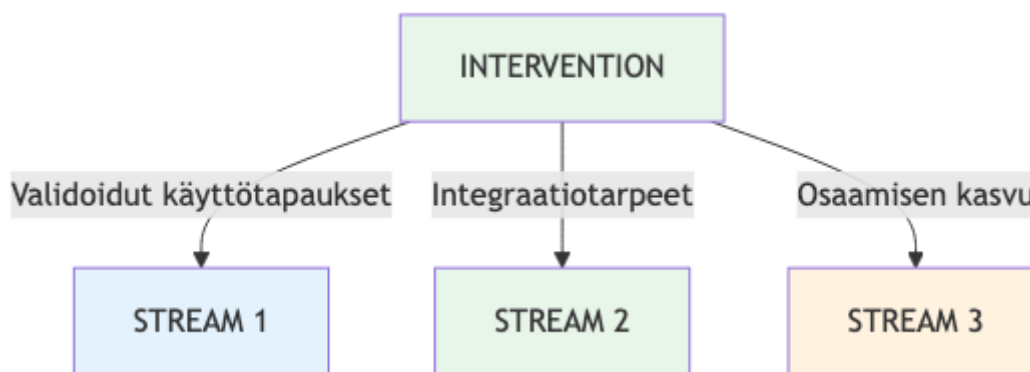 INTERVENTION
Validoidut käyttötapaukset
Integraatiotarpeet
Osaamisen kasvu
STREAM 1
STREAM 2
STREAM 3